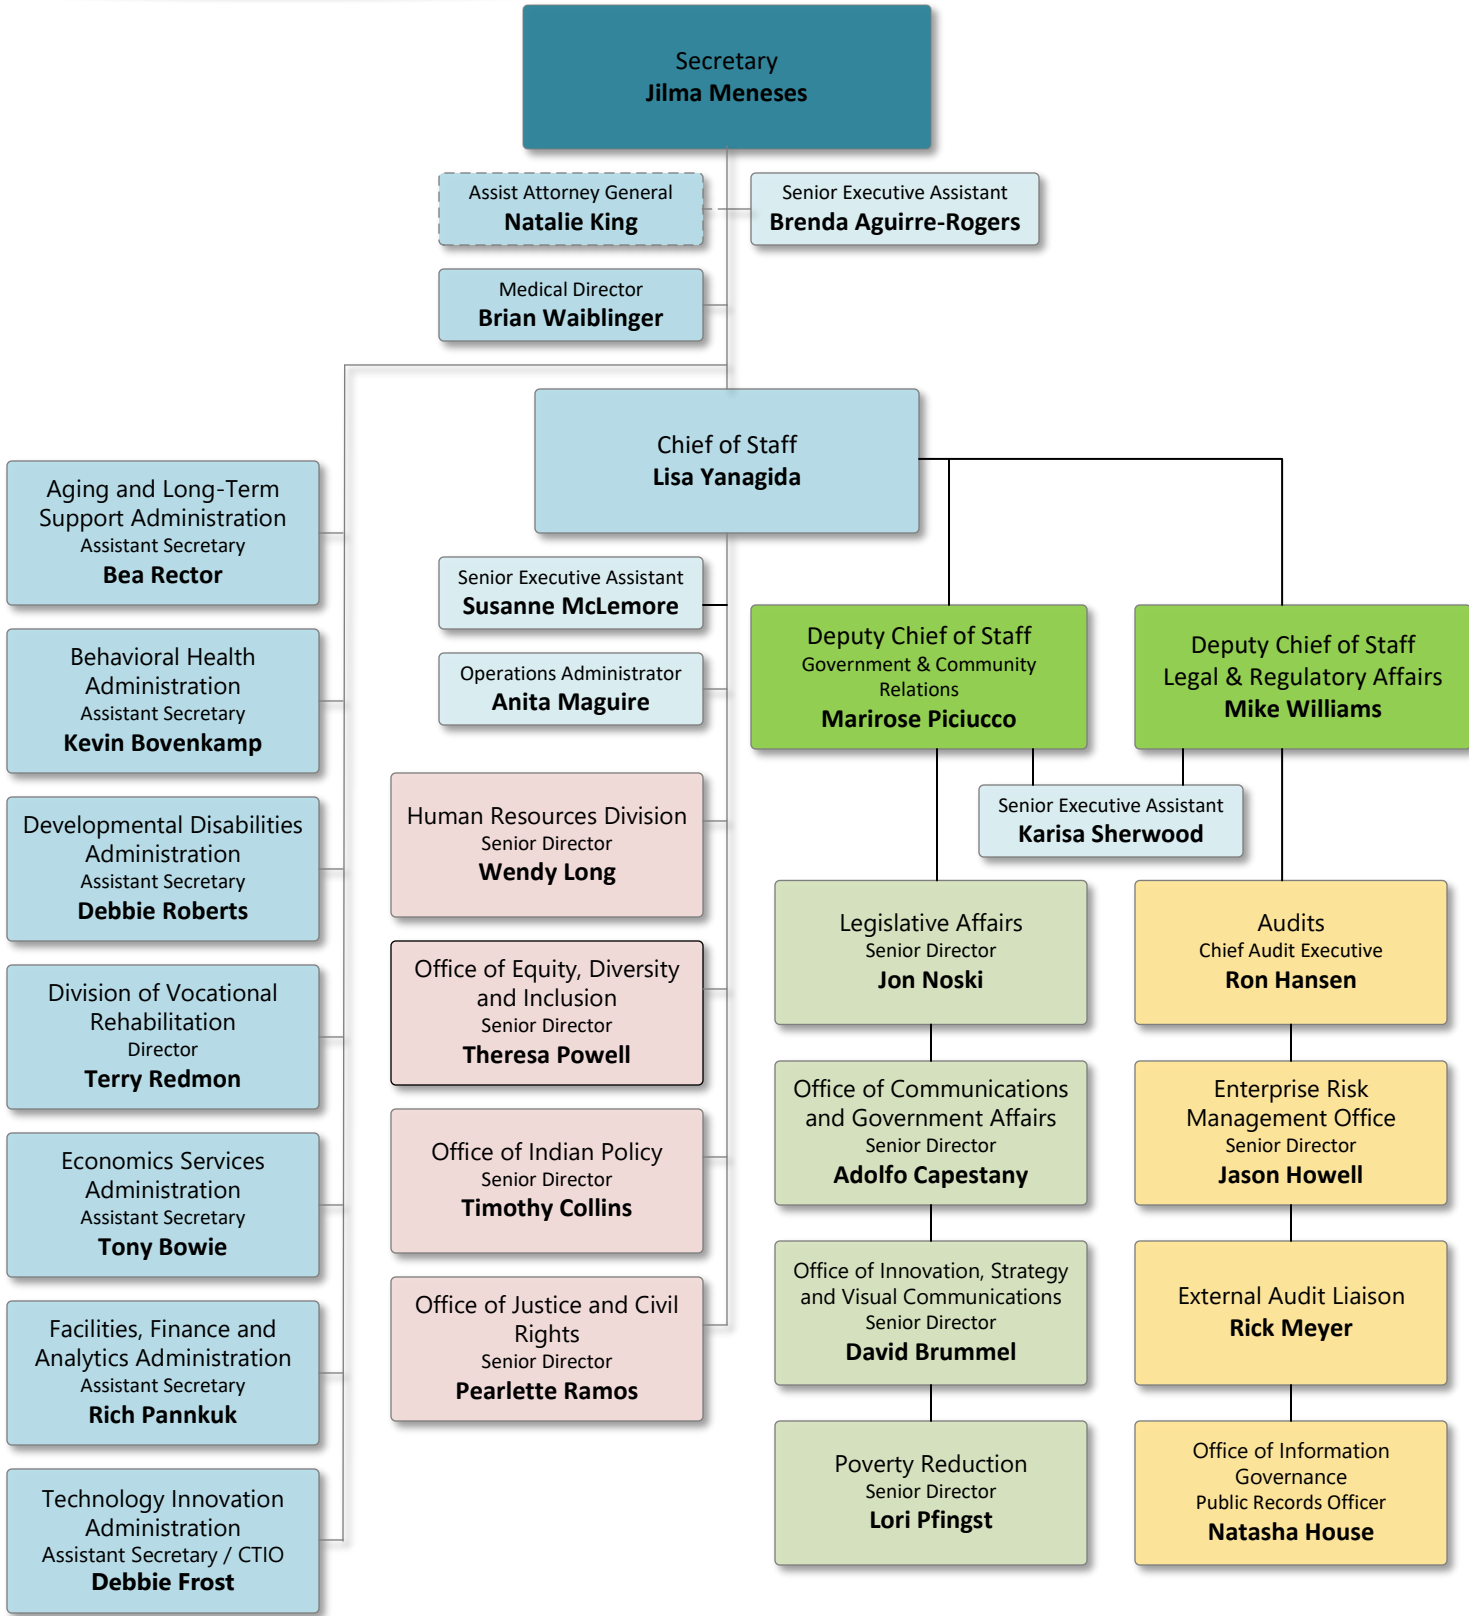 Secretary
Jilma Meneses
Assist Attorney General
Natalie King
Senior Executive Assistant
Brenda Aguirre-Rogers
Medical Director
Brian Waiblinger
Chief of Staff
Lisa Yanagida
Aging and Long-Term
Support Administration
Assistant Secretary
Bea Rector
Behavioral Health
Administration
Assistant Secretary
Kevin Bovenkamp
Developmental Disabilities
Administration
Assistant Secretary
Debbie Roberts
Division of Vocational
Rehabilitation
Director
Terry Redmon
Economics Services
Administration
Assistant Secretary
Tony Bowie
Facilities, Finance and
Analytics Administration
Assistant Secretary
Rich Pannkuk
Technology Innovation
Administration
Assistant Secretary / CTIO
Debbie Frost
Senior Executive Assistant
Susanne McLemore
Operations Administrator
Anita Maguire
Human Resources Division
Senior Director
Wendy Long
Office of Equity, Diversity
and Inclusion
Senior Director
Theresa Powell
Office of Indian Policy
Senior Director
Timothy Collins
Office of Justice and Civil
Rights
Senior Director
Pearlette Ramos
Deputy Chief of Staff
Government & Community
Relations
Marirose Piciucco
Deputy Chief of Staff
Legal & Regulatory Affairs
Mike Williams
Senior Executive Assistant
Karisa Sherwood
Legislative Affairs
Senior Director
Jon Noski
Office of Communications
and Government Affairs
Senior Director
Adolfo Capestany
Office of Innovation, Strategy
and Visual Communications
Senior Director
David Brummel
Poverty Reduction
Senior Director
Lori Pfingst
Audits
Chief Audit Executive
Ron Hansen
Enterprise Risk
Management Office
Senior Director
Jason Howell
External Audit Liaison
Rick Meyer
Office of Information
Governance
Public Records Officer
Natasha House